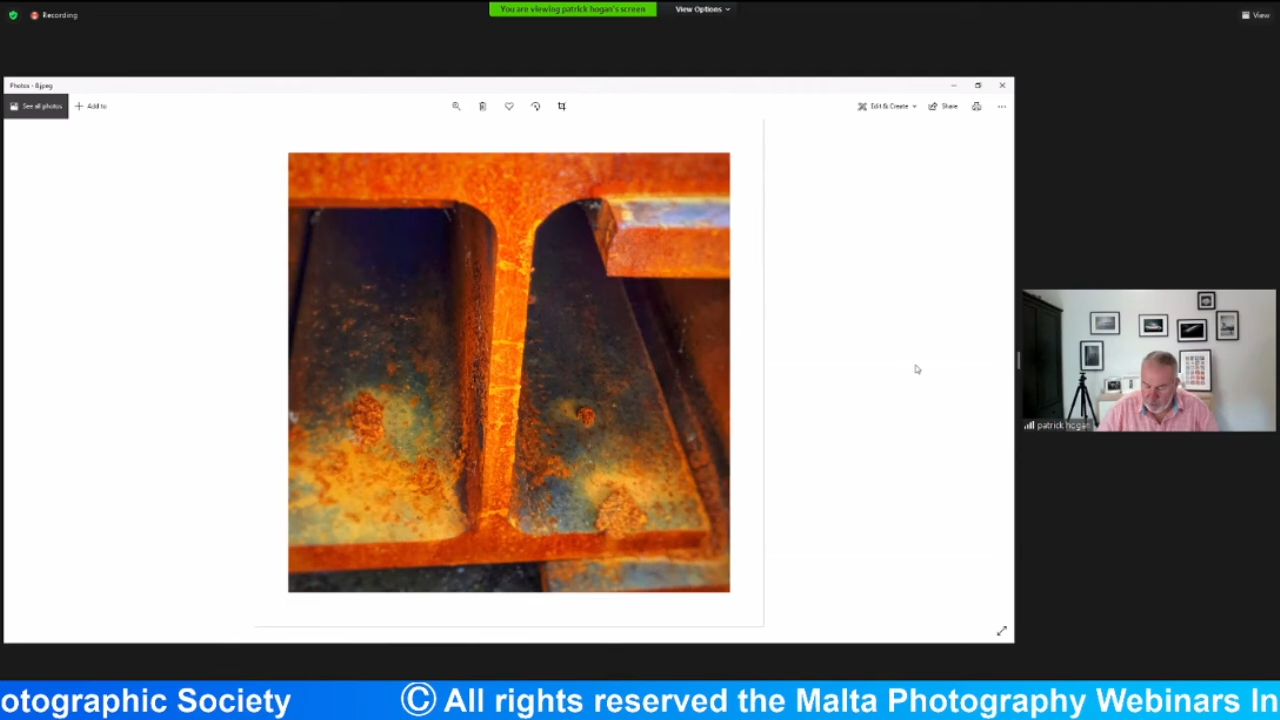 Recording
You are viewing patrick hogan's screen
View Options
View
Photos - 8.jpeg
See all photos
Add to
Edit & Create
Share
patrick hogan
otographic Society
© All rights reserved the Malta Photography Webinars In